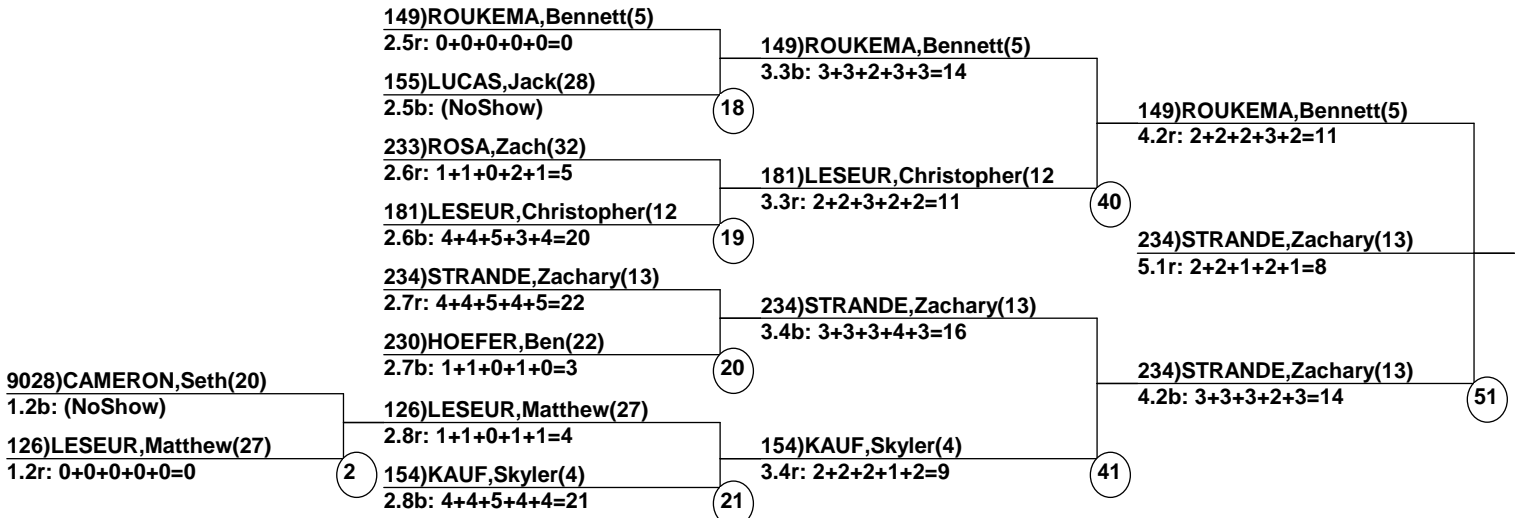 149)ROUKEMA,Bennett(5)
2.5r: 0+0+0+0+0=0
155)LUCAS,Jack(28)
2.5b: (NoShow)
18
233)ROSA,Zach(32)
2.6r: 1+1+0+2+1=5
181)LESEUR,Christopher(12
2.6b: 4+4+5+3+4=20
19
234)STRANDE,Zachary(13)
2.7r: 4+4+5+4+5=22
230)HOEFER,Ben(22)
2.7b: 1+1+0+1+0=3
20
9028)CAMERON,Seth(20)
1.2b: (NoShow)
126)LESEUR,Matthew(27)
1.2r: 0+0+0+0+0=0
2
126)LESEUR,Matthew(27)
2.8r: 1+1+0+1+1=4
154)KAUF,Skyler(4)
2.8b: 4+4+5+4+4=21
21
149)ROUKEMA,Bennett(5)
3.3b: 3+3+2+3+3=14
181)LESEUR,Christopher(12
3.3r: 2+2+3+2+2=11
40
234)STRANDE,Zachary(13)
3.4b: 3+3+3+4+3=16
154)KAUF,Skyler(4)
3.4r: 2+2+2+1+2=9
41
149)ROUKEMA,Bennett(5)
4.2r: 2+2+2+3+2=11
234)STRANDE,Zachary(13)
5.1r: 2+2+1+2+1=8
234)STRANDE,Zachary(13)
4.2b: 3+3+3+2+3=14
51